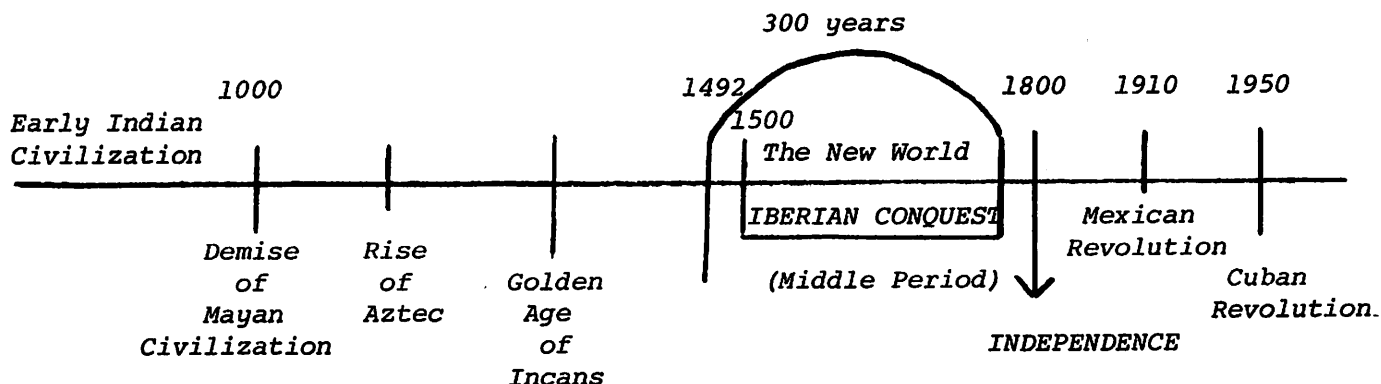 300 years
1000
1492
1800
1910
1950
Early Indian
Civilization
1500
The New World
IBERIAN CONQUEST
Demise
of
Mayan
Civilization
Rise
of
Aztec
Golden
Age
of
Incans
(Middle Period)
INDEPENDENCE
Mexican
Revolution
Cuban
Revolution